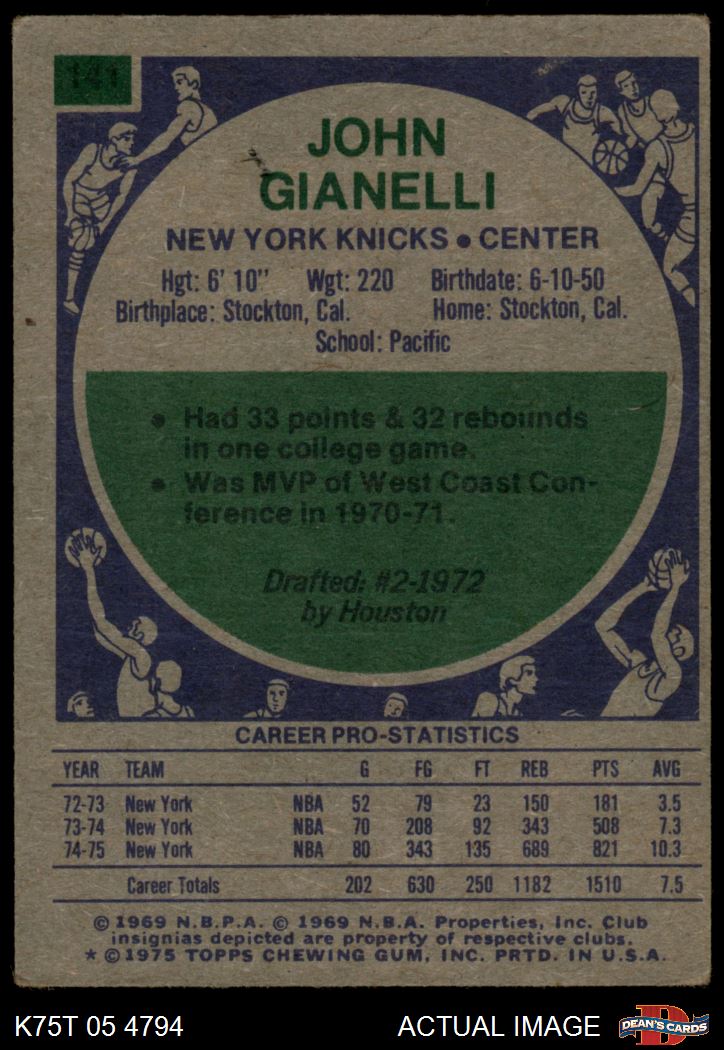 141
JOHN
GIANELLI
NEW YORK KNICKS • CENTER
Hgt: 6' 10" Wgt: 220 Birthdate: 6-10-50
Birthplace: Stockton, Cal. Home: Stockton, Cal.
School: Pacific
• Had 33 points & 32 rebounds
in one college game.
• Was MVP of West Coast Con-
ference in 1970-71.
Drafted: #2-1972
by Houston
CAREER PRO-STATISTICS
YEAR TEAM G FG FT REB PTS AVG
72-73 New York NBA 52 79 23 150 181 3.5
73-74 New York NBA 70 208 92 343 508 7.3
74-75 New York NBA 80 343 135 689 821 10.3
Career Totals 202 630 250 1182 1510 7.5
© 1969 N.B.P.A. © 1969 N.B.A. Properties, Inc. Club
insignias depicted are property of respective clubs.
* © 1975 TOPPS CHEWING GUM, INC. PRTD. IN U.S.A.
K75T 05 4794 ACTUAL IMAGE D DEAN'S CARDS